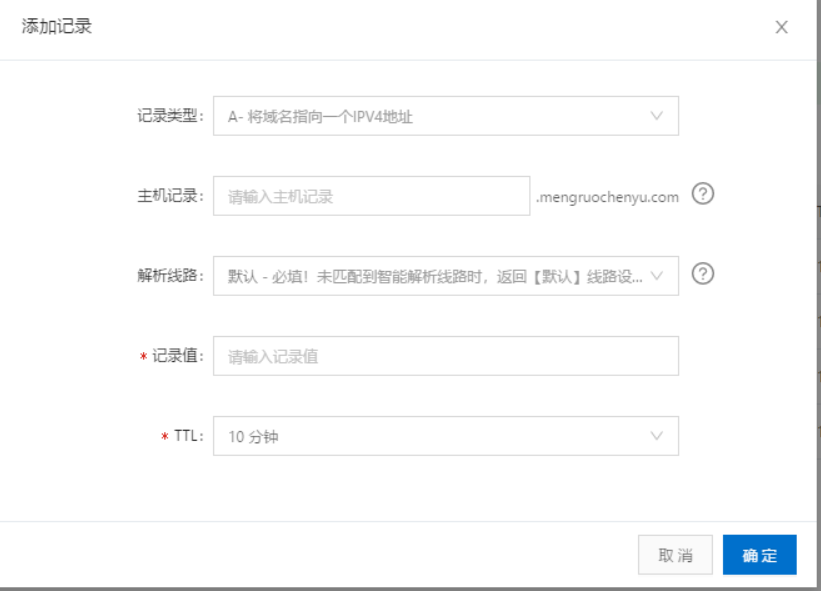 添加记录
记录类型： A- 将域名指向一个IPV4地址
主机记录： 请输入主机记录 .mengruochenyu.com ?
解析线路： 默认 - 必填！未匹配到智能解析线路时，返回【默认】线路设... ?
* 记录值： 请输入记录值
* TTL： 10 分钟
取 消 确 定